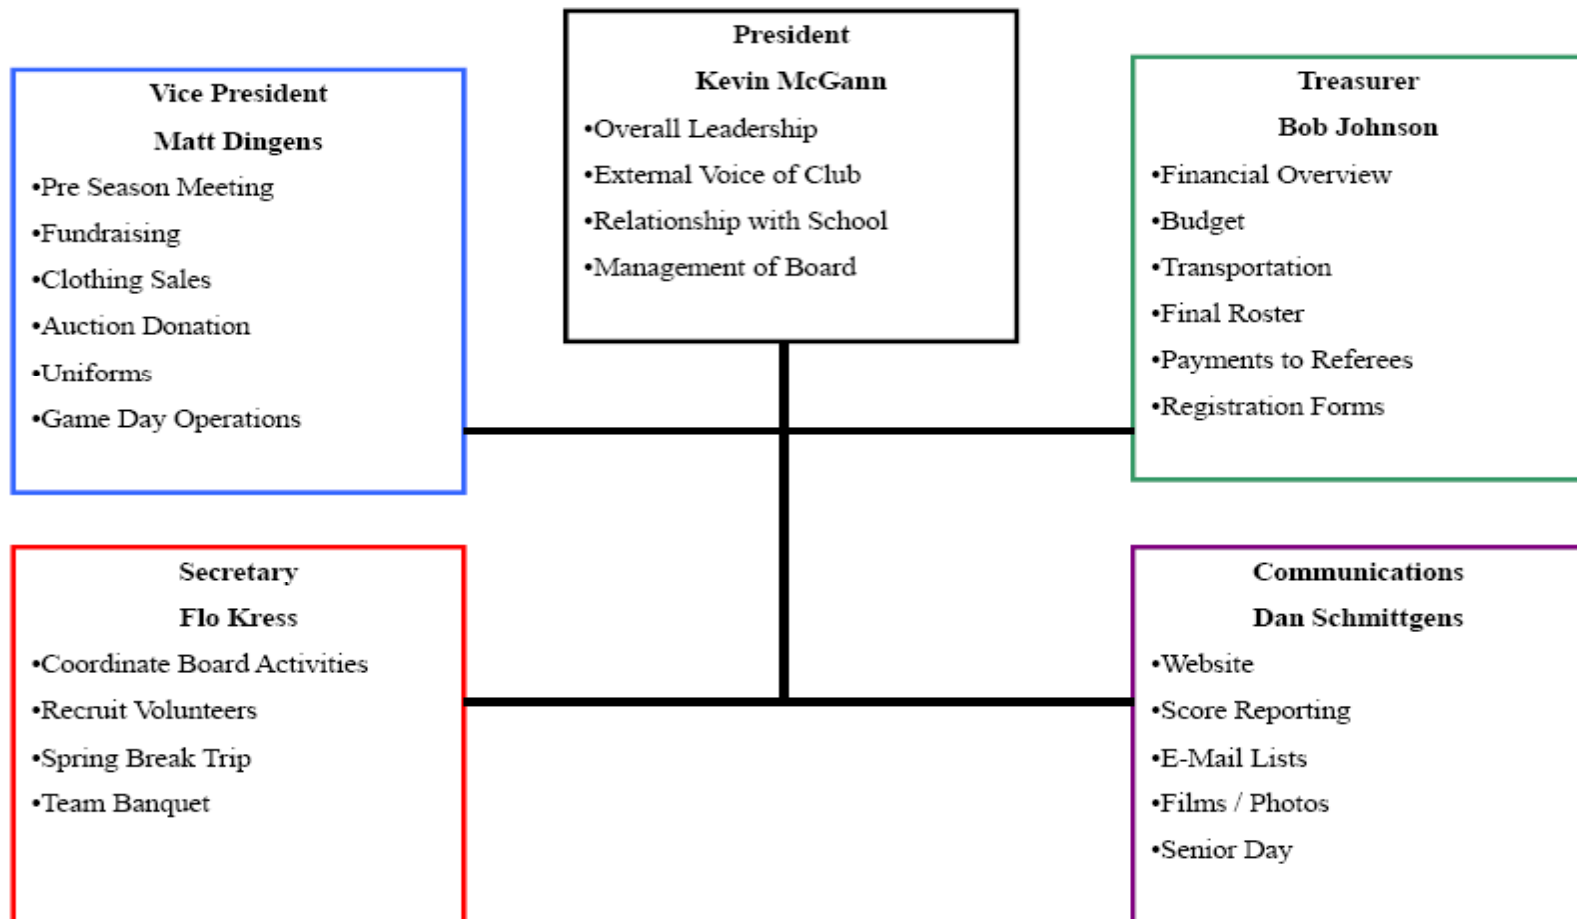 President
Kevin McGann
•Overall Leadership
•External Voice of Club
•Relationship with School
•Management of Board
Vice President
Matt Dingens
•Pre Season Meeting
•Fundraising
•Clothing Sales
•Auction Donation
•Uniforms
•Game Day Operations
Treasurer
Bob Johnson
•Financial Overview
•Budget
•Transportation
•Final Roster
•Payments to Referees
•Registration Forms
Secretary
Flo Kress
•Coordinate Board Activities
•Recruit Volunteers
•Spring Break Trip
•Team Banquet
Communications
Dan Schmittgens
•Website
•Score Reporting
•E-Mail Lists
•Films / Photos
•Senior Day